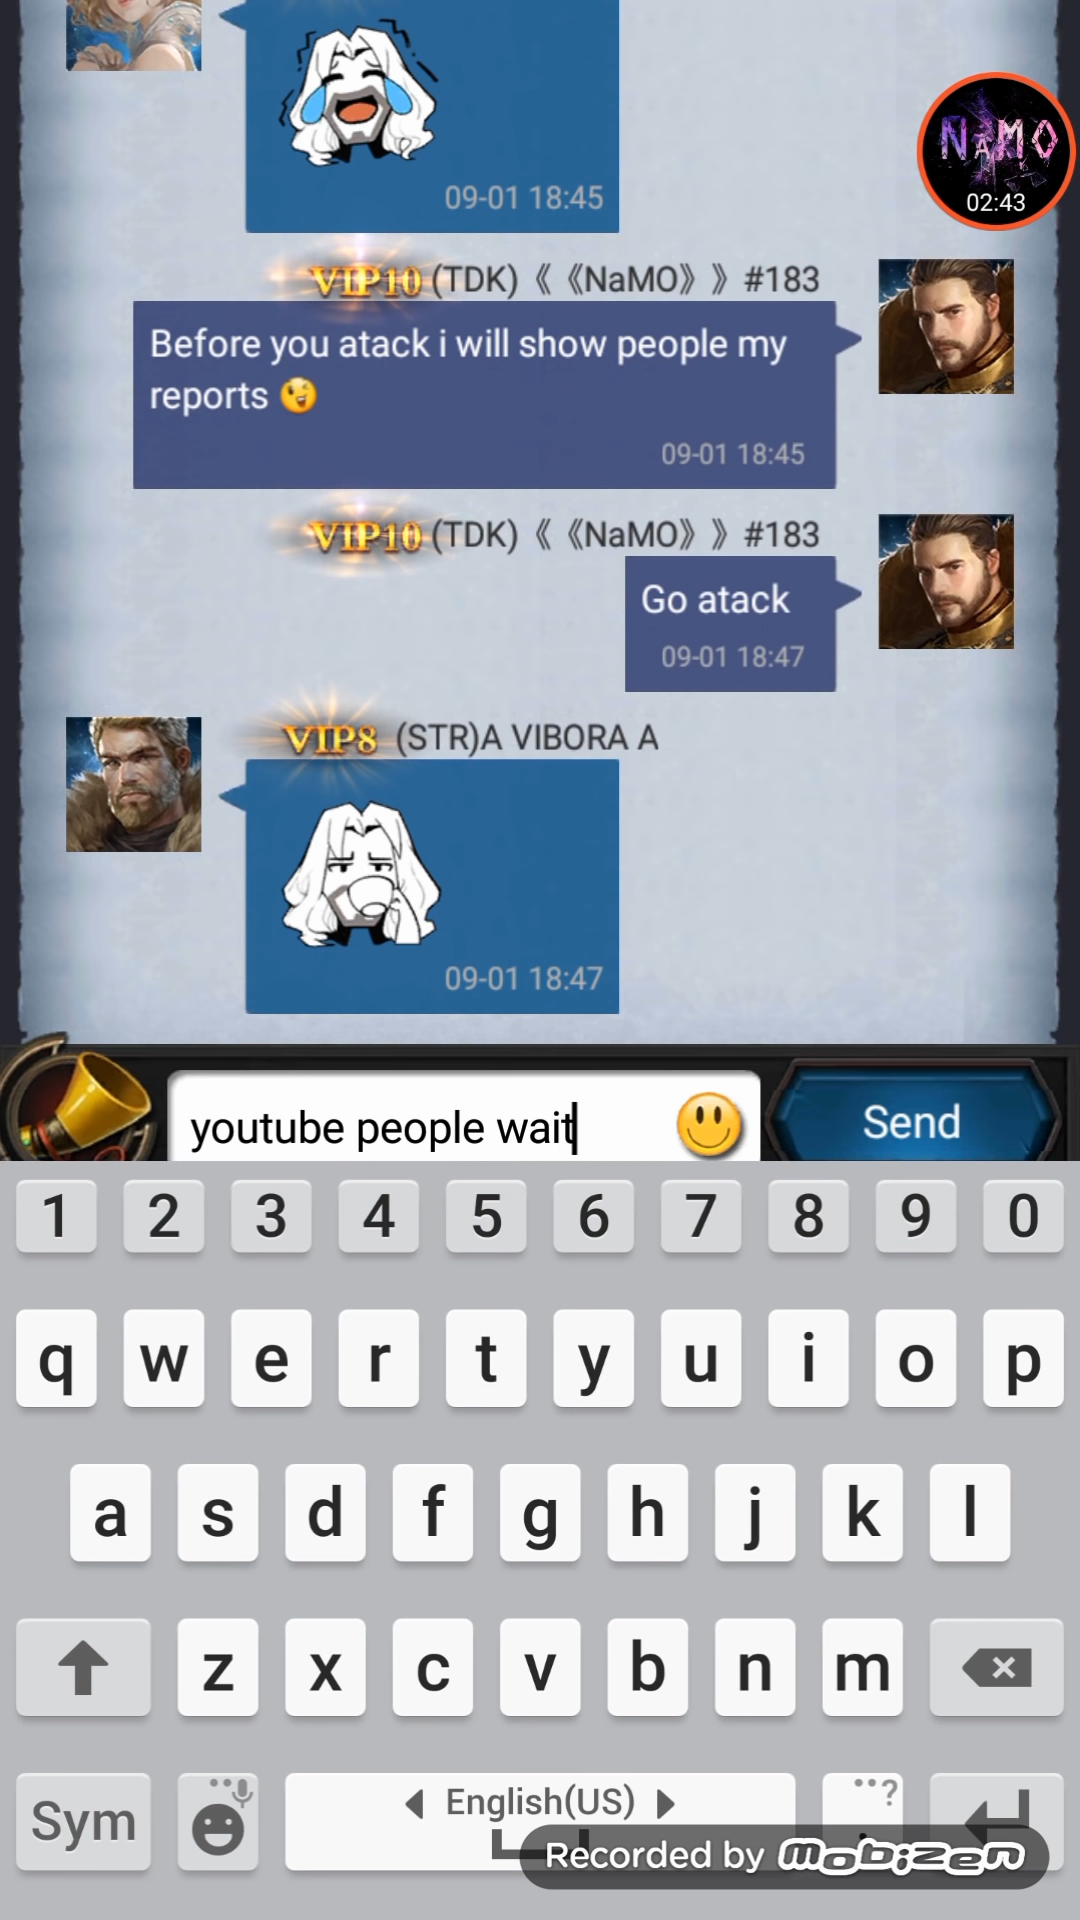 09-01 18:45
NaMO
02:43
VIP10 (TDK)《《NaMO》》#183
Before you atack i will show people my
reports 😉
09-01 18:45
VIP10 (TDK)《《NaMO》》#183
Go atack
09-01 18:47
VIP8 (STR)A VIBORA A
09-01 18:47
youtube people wait
Send
1 2 3 4 5 6 7 8 9 0
q w e r t y u i o p
a s d f g h j k l
z x c v b n m
Sym
English(US)
?
Recorded by mobizen